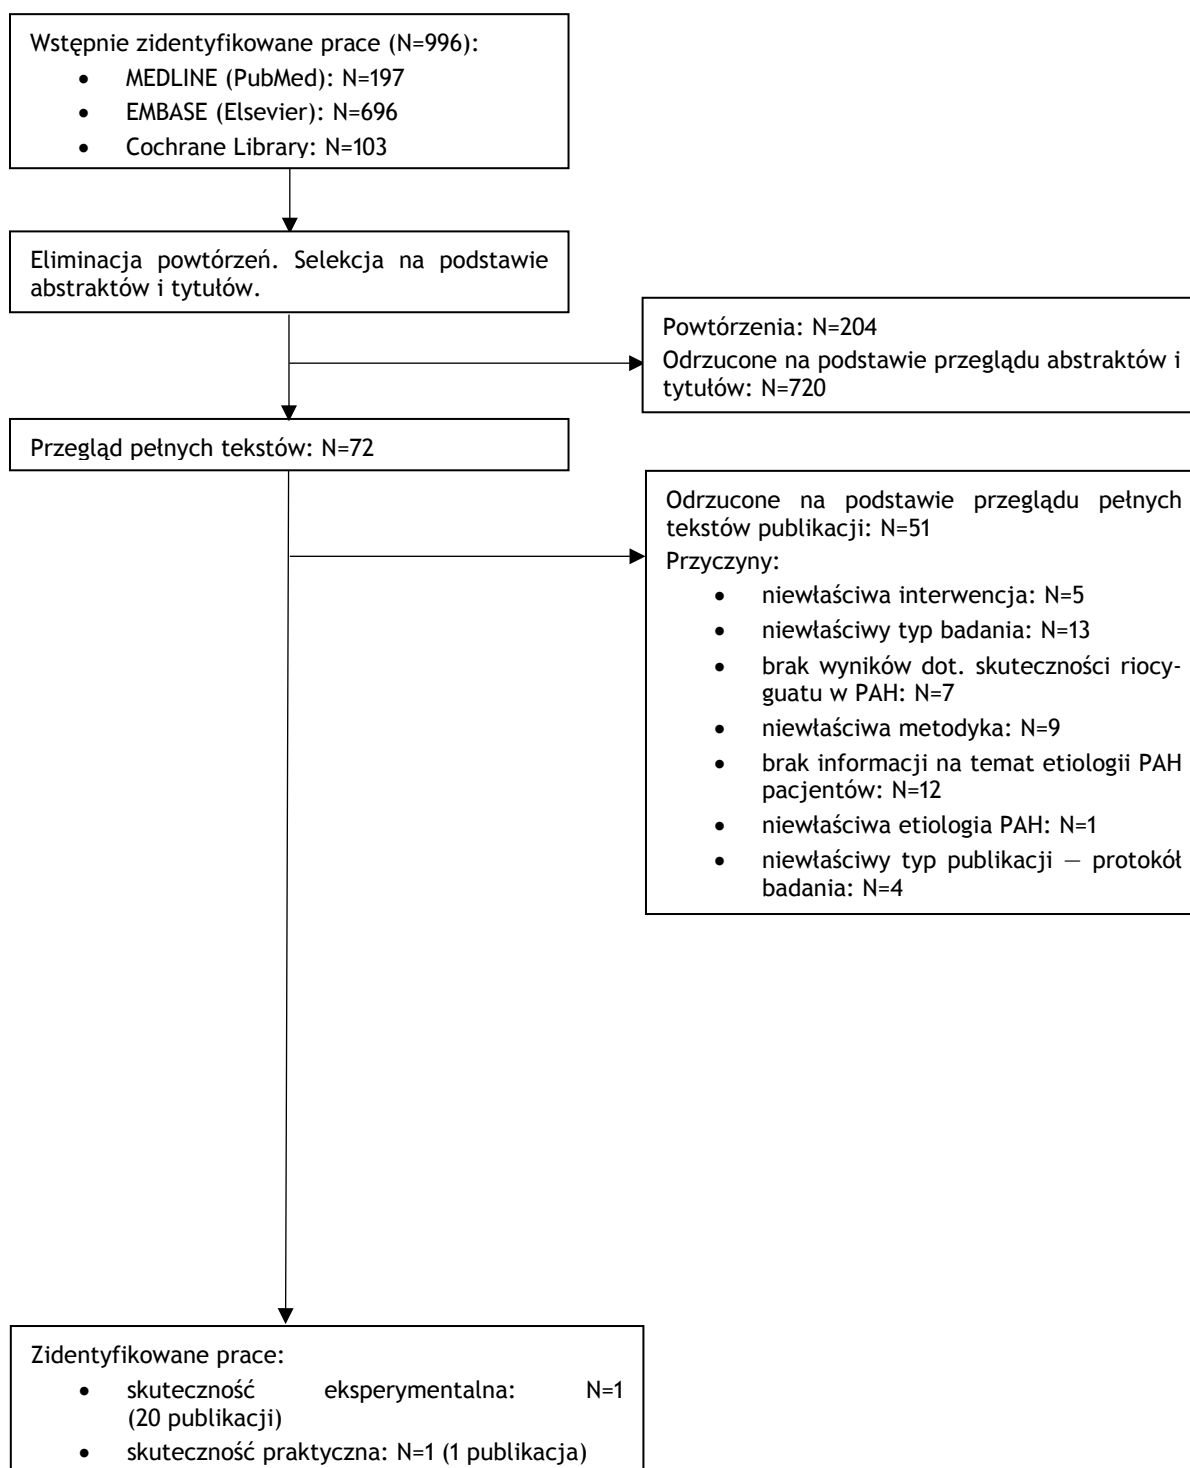 Wstępnie zidentyfikowane prace (N=996):
• MEDLINE (PubMed): N=197
• EMBASE (Elsevier): N=696
• Cochrane Library: N=103
Eliminacja powtórzeń. Selekcja na podstawie
abstraktów i tytułów.
Powtórzenia: N=204
Odrzucone na podstawie przeglądu abstraktów i
tytułów: N=720
Przegląd pełnych tekstów: N=72
Odrzucone na podstawie przeglądu pełnych
tekstów publikacji: N=51
Przyczyny:
• niewłaściwa interwencja: N=5
• niewłaściwy typ badania: N=13
• brak wyników dot. skuteczności riocy-
guatu w PAH: N=7
• niewłaściwa metodyka: N=9
• brak informacji na temat etiologii PAH
pacjentów: N=12
• niewłaściwa etiologia PAH: N=1
• niewłaściwy typ publikacji — protokół
badania: N=4
Zidentyfikowane prace:
• skuteczność eksperymentalna: N=1
(20 publikacji)
• skuteczność praktyczna: N=1 (1 publikacja)